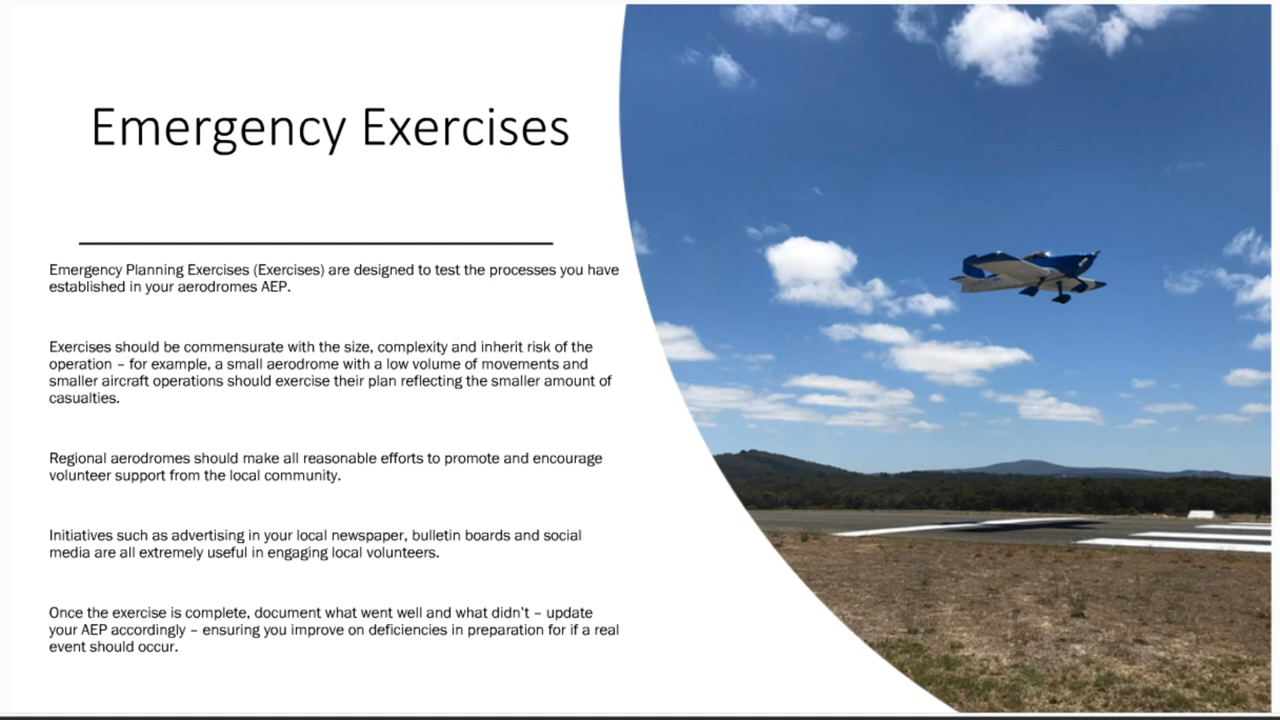 Emergency Exercises
Emergency Planning Exercises (Exercises) are designed to test the processes you have
established in your aerodromes AEP.
Exercises should be commensurate with the size, complexity and inherit risk of the
operation – for example, a small aerodrome with a low volume of movements and
smaller aircraft operations should exercise their plan reflecting the smaller amount of
casualties.
Regional aerodromes should make all reasonable efforts to promote and encourage
volunteer support from the local community.
Initiatives such as advertising in your local newspaper, bulletin boards and social
media are all extremely useful in engaging local volunteers.
Once the exercise is complete, document what went well and what didn’t – update
your AEP accordingly – ensuring you improve on deficiencies in preparation for if a real
event should occur.